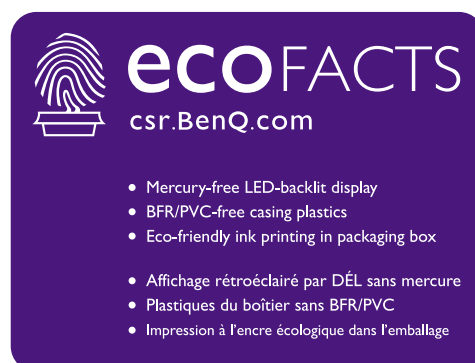 ecoFACTS
csr.BenQ.com
• Mercury-free LED-backlit display
• BFR/PVC-free casing plastics
• Eco-friendly ink printing in packaging box
• Affichage rétroéclairé par DÉL sans mercure
• Plastiques du boîtier sans BFR/PVC
• Impression à l'encre écologique dans l'emballage